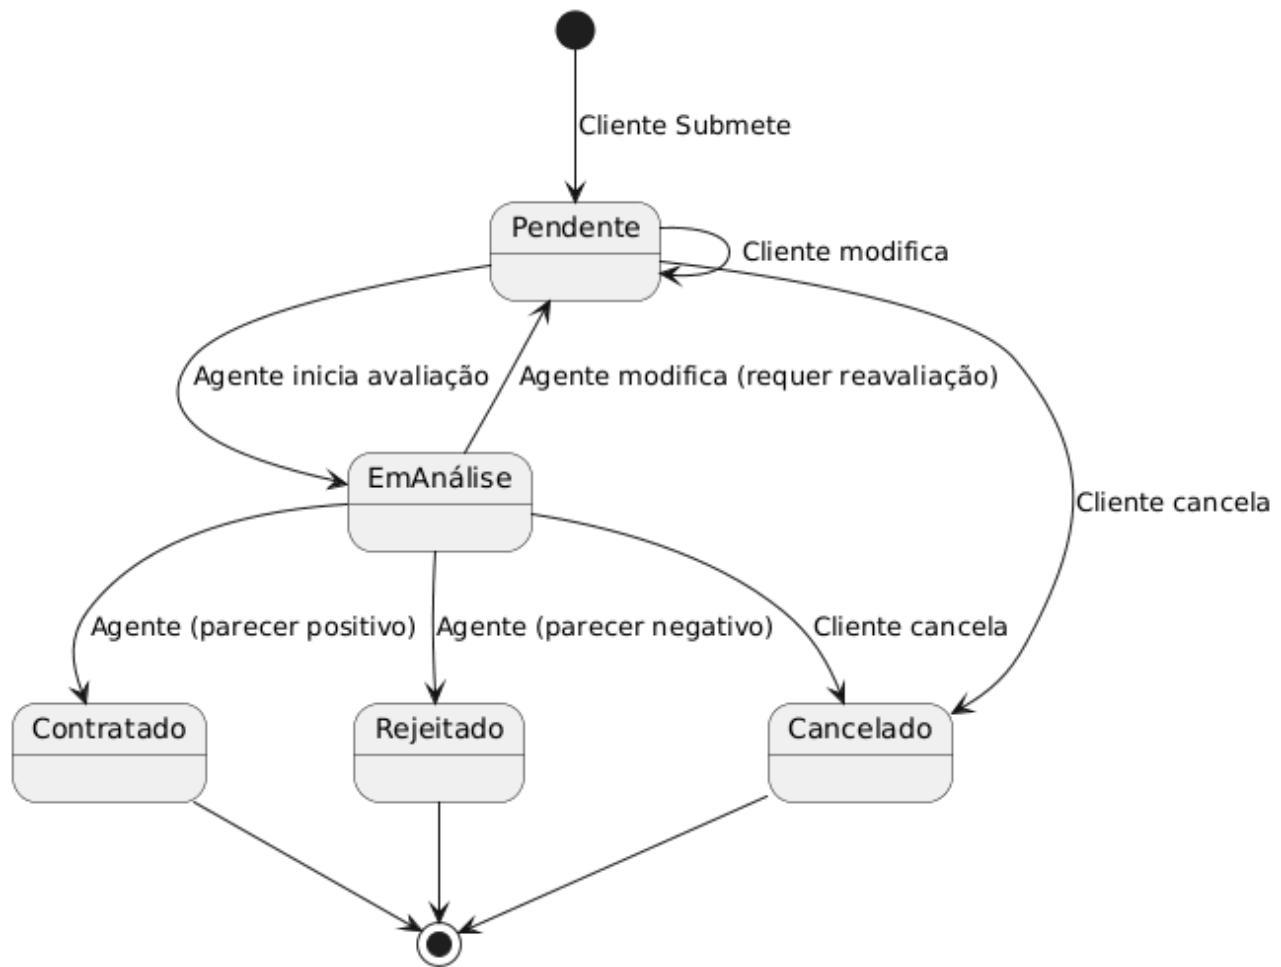 Cliente Submete
Pendente
Cliente modifica
Agente inicia avaliação
Agente modifica (requer reavaliação)
EmAnálise
Cliente cancela
Agente (parecer positivo)
Agente (parecer negativo)
Cliente cancela
Contratado
Rejeitado
Cancelado